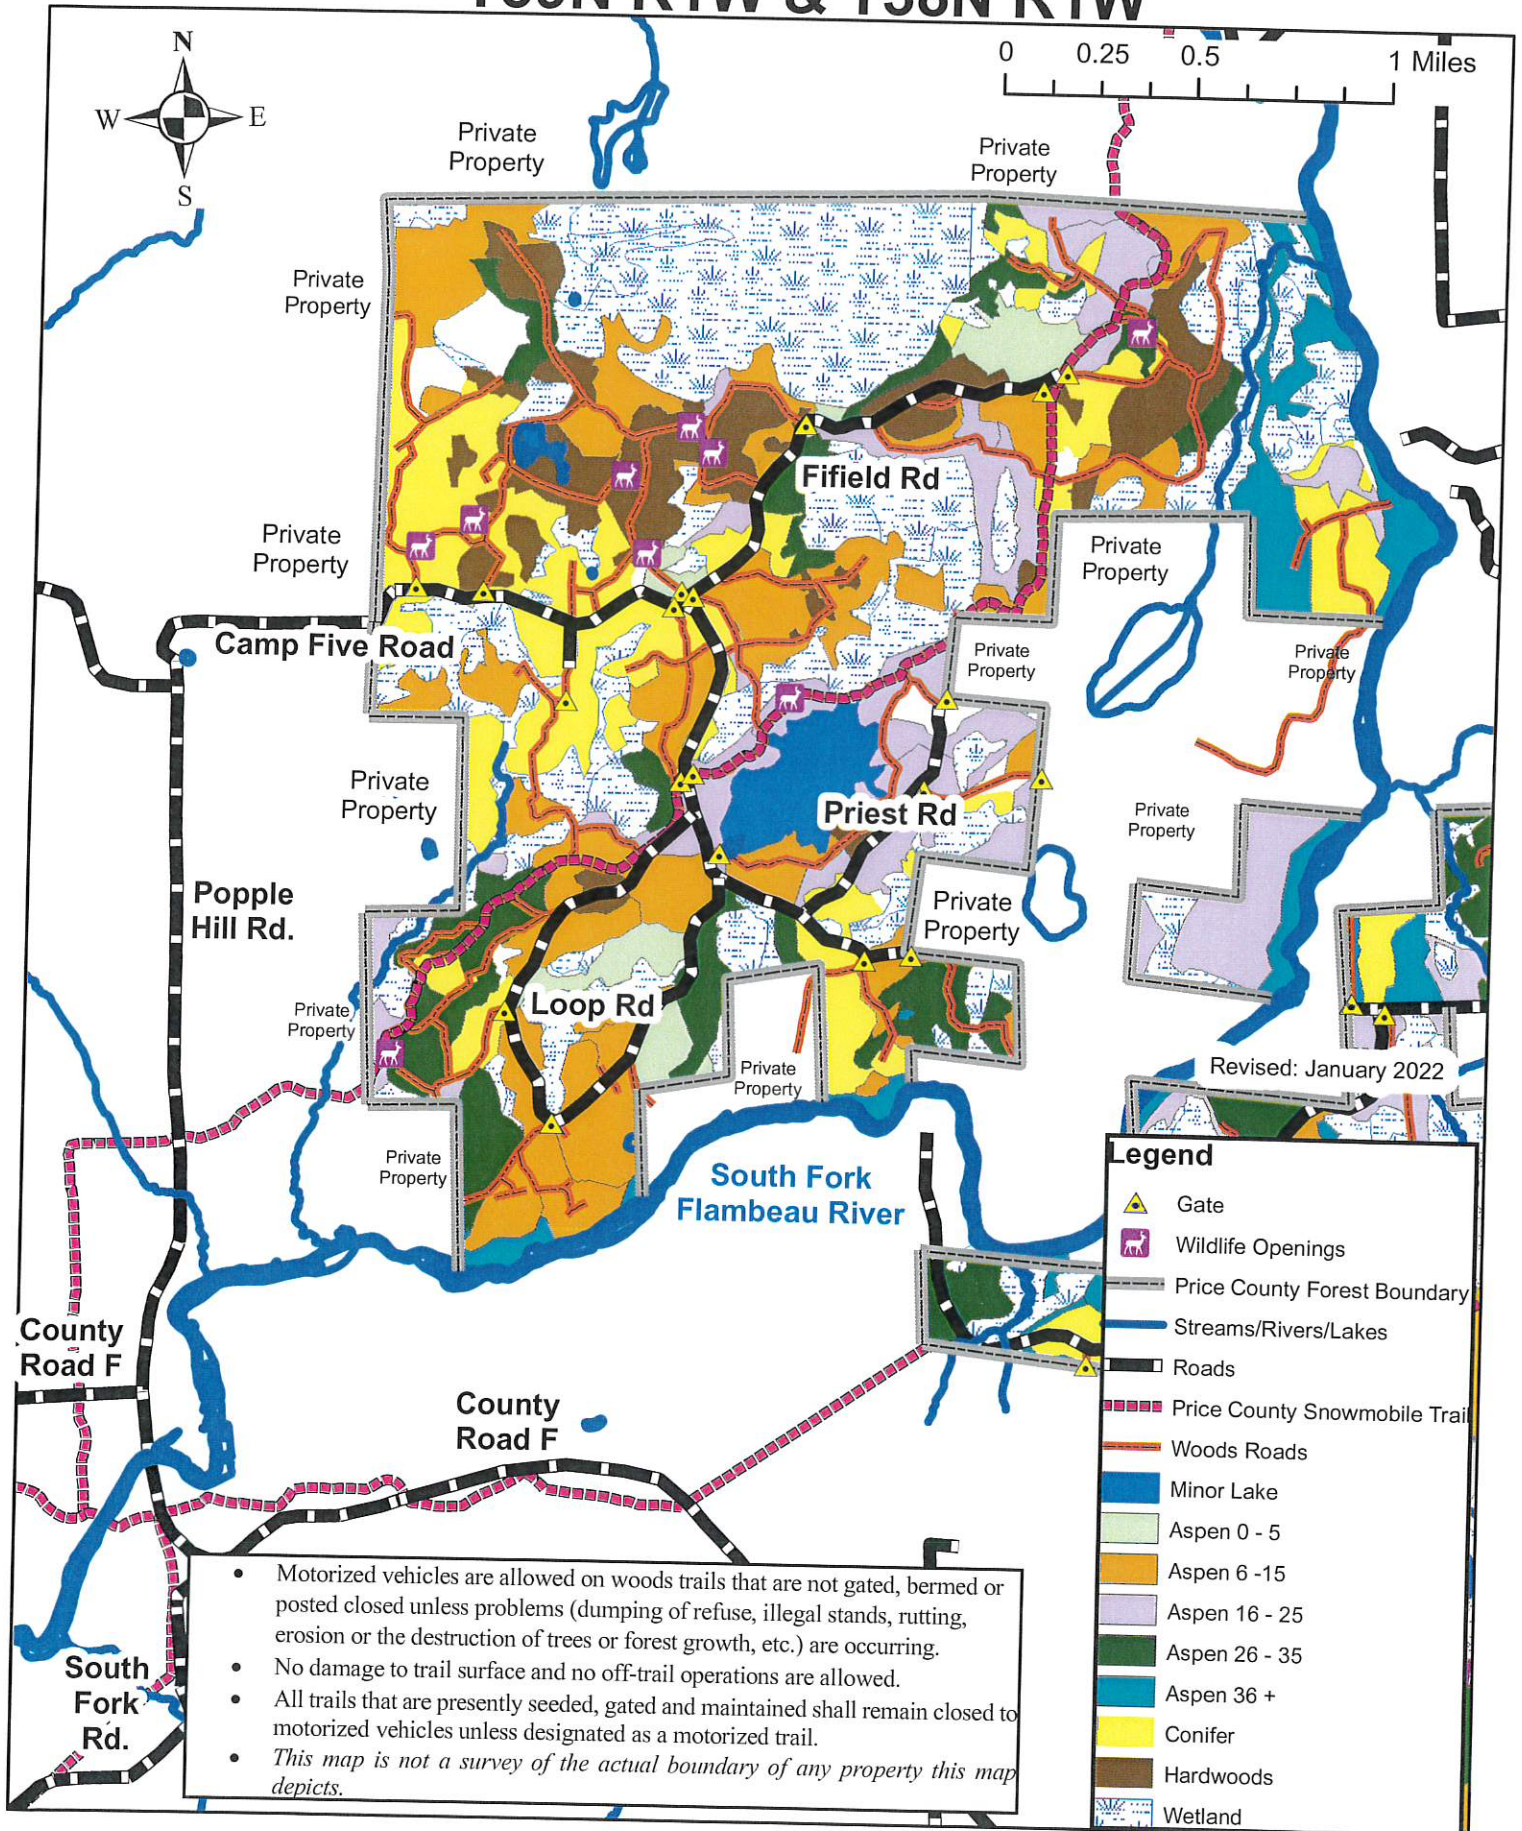 N
W E
S
0 0.25 0.5 1 Miles
Private
Property
Private
Property
Private
Property
Fifield Rd
Private
Property
Private
Property
Camp Five Road
Private
Property
Private
Property
Private
Property
Priest Rd
Private
Property
Popple
Hill Rd.
Private
Property
Loop Rd
Private
Property
Private
Property
Revised: January 2022
Private
Property
South Fork
Flambeau River
County
Road F
County
Road F
South
Fork
Rd.
Legend
Gate
Wildlife Openings
Price County Forest Boundary
Streams/Rivers/Lakes
Roads
Price County Snowmobile Trail
Woods Roads
Minor Lake
Aspen 0 - 5
Aspen 6 -15
Aspen 16 - 25
Aspen 26 - 35
Aspen 36 +
Conifer
Hardwoods
Wetland
• Motorized vehicles are allowed on woods trails that are not gated, bermed or
posted closed unless problems (dumping of refuse, illegal stands, rutting,
erosion or the destruction of trees or forest growth, etc.) are occurring.
• No damage to trail surface and no off-trail operations are allowed.
• All trails that are presently seeded, gated and maintained shall remain closed to
motorized vehicles unless designated as a motorized trail.
• This map is not a survey of the actual boundary of any property this map
depicts.